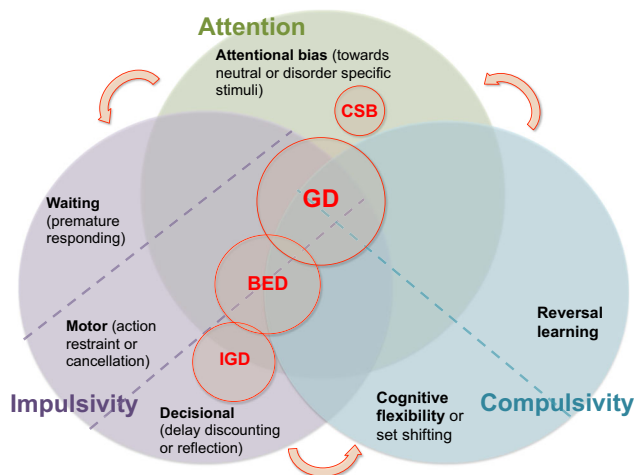 Attention
Attentional bias (towards
neutral or disorder specific
stimuli)
CSB
GD
Waiting
(premature
responding)
BED
Motor (action
restraint or
cancellation)
IGD
Reversal
learning
Impulsivity
Decisional
(delay discounting
or reflection)
Cognitive
flexibility or
set shifting
Compulsivity